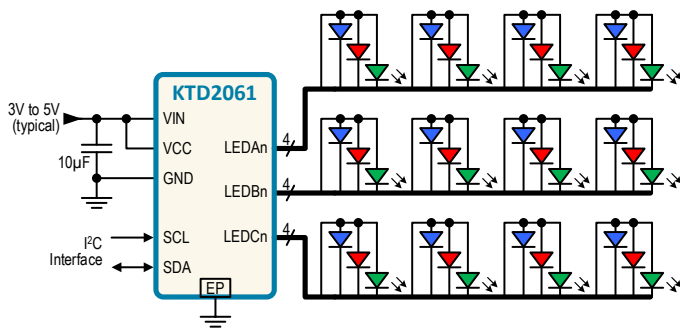 KTD2061
3V to 5V
(typical)
10µF
VIN
VCC
GND
SCL
SDA
EP
LEDAn
LEDBn
LEDCn
4
4
4
I²C
Interface